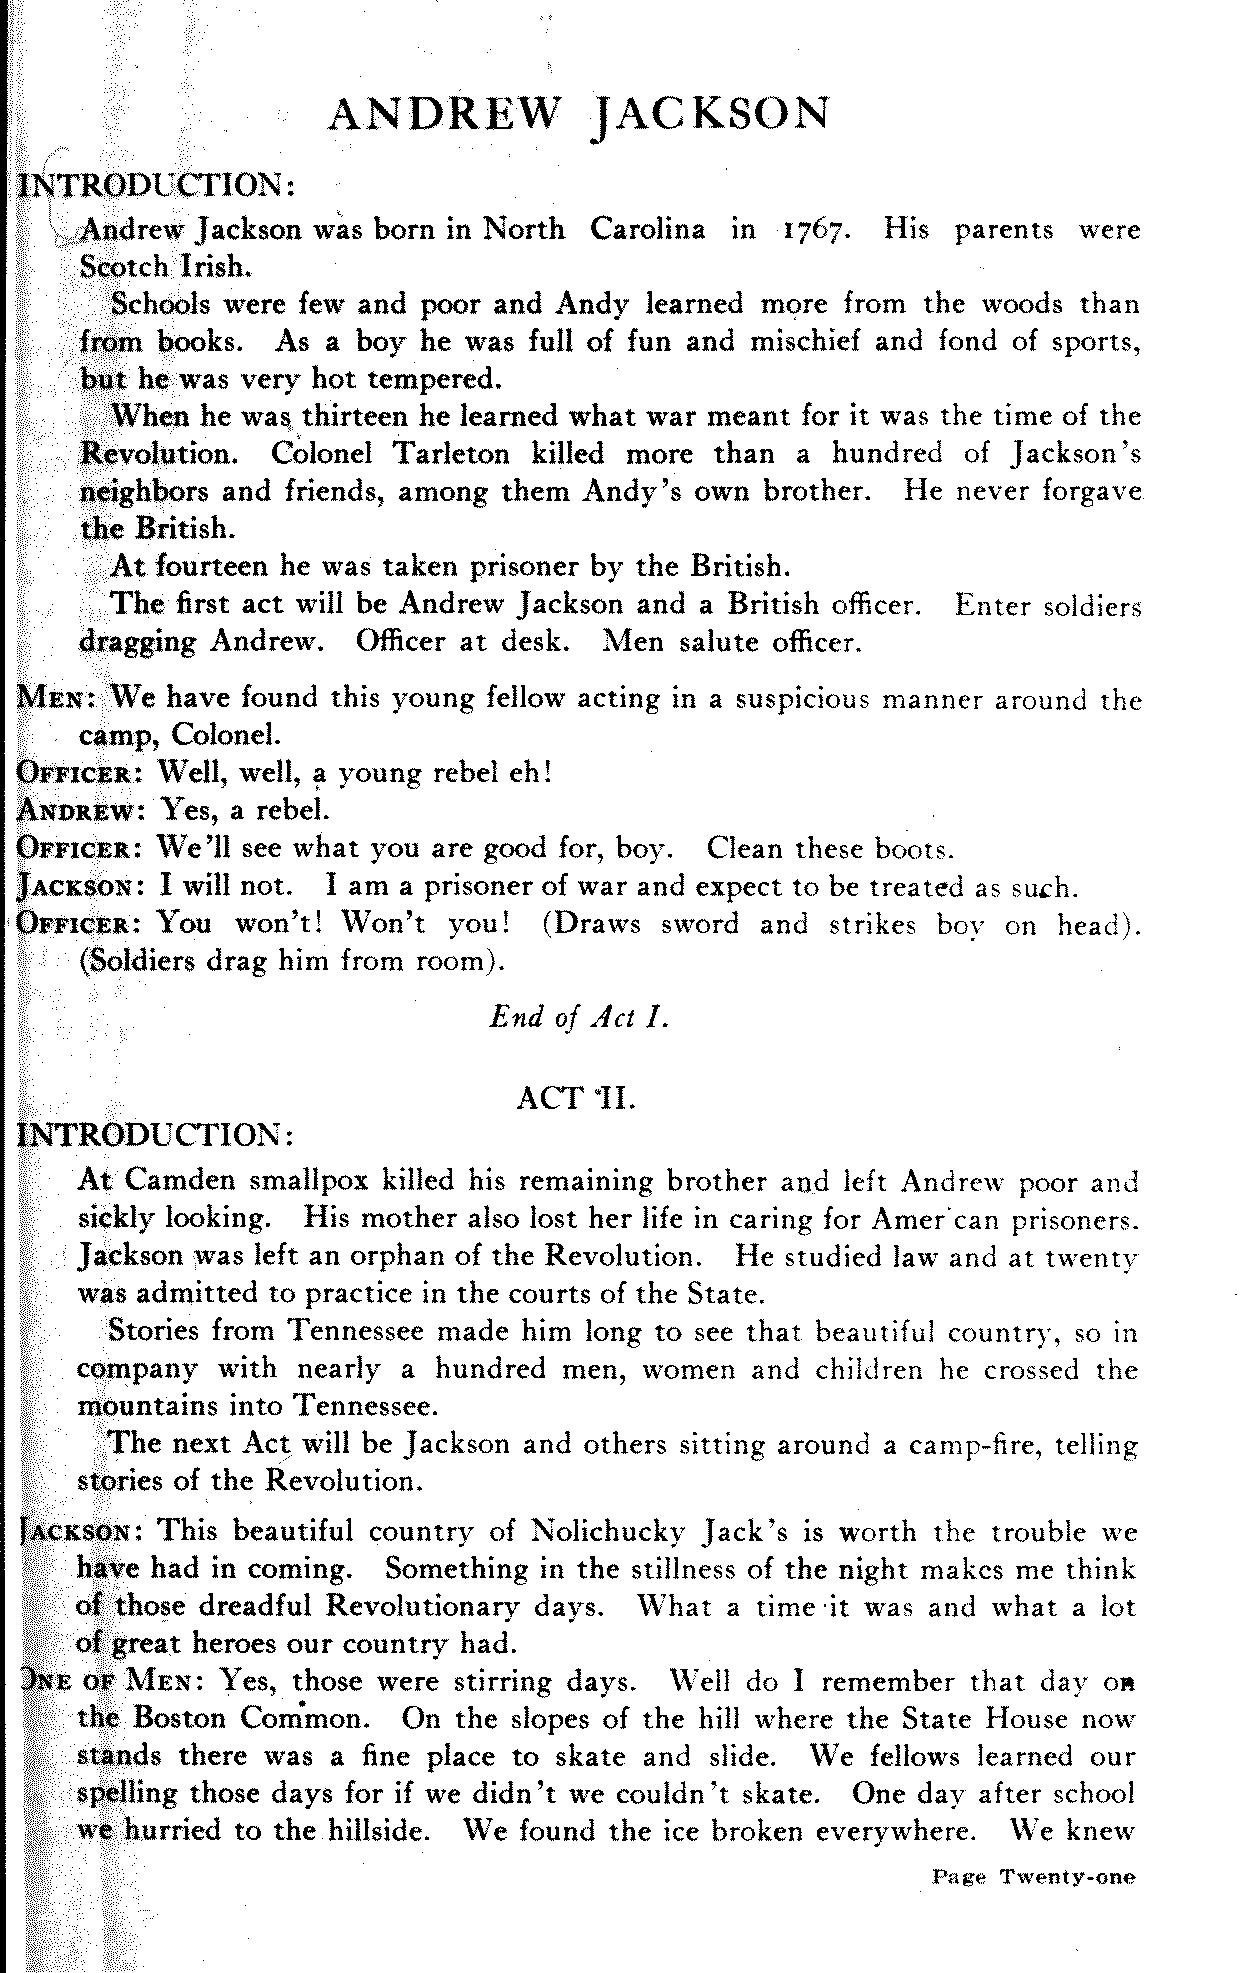 ANDREW JACKSON
INTRODUCTION:
Andrew Jackson was born in North Carolina in 1767. His parents were
Scotch Irish.
Schools were few and poor and Andy learned more from the woods than
from books. As a boy he was full of fun and mischief and fond of sports,
but he was very hot tempered.
When he was thirteen he learned what war meant for it was the time of the
Revolution. Colonel Tarleton killed more than a hundred of Jackson's
neighbors and friends, among them Andy's own brother. He never forgave
the British.
At fourteen he was taken prisoner by the British.
The first act will be Andrew Jackson and a British officer. Enter soldiers
dragging Andrew. Officer at desk. Men salute officer.
MEN: We have found this young fellow acting in a suspicious manner around the
camp, Colonel.
OFFICER: Well, well, a young rebel eh!
ANDREW: Yes, a rebel.
OFFICER: We'll see what you are good for, boy. Clean these boots.
JACKSON: I will not. I am a prisoner of war and expect to be treated as such.
OFFICER: You won't! Won't you! (Draws sword and strikes boy on head).
(Soldiers drag him from room).
End of Act I.
ACT II.
INTRODUCTION:
At Camden smallpox killed his remaining brother and left Andrew poor and
sickly looking. His mother also lost her life in caring for Amer can prisoners.
Jackson was left an orphan of the Revolution. He studied law and at twenty
was admitted to practice in the courts of the State.
Stories from Tennessee made him long to see that beautiful country, so in
company with nearly a hundred men, women and children he crossed the
mountains into Tennessee.
The next Act will be Jackson and others sitting around a camp-fire, telling
stories of the Revolution.
JACKSON: This beautiful country of Nolichucky Jack's is worth the trouble we
have had in coming. Something in the stillness of the night makes me think
of those dreadful Revolutionary days. What a time it was and what a lot
of great heroes our country had.
ONE OF MEN: Yes, those were stirring days. Well do I remember that day on
the Boston Common. On the slopes of the hill where the State House now
stands there was a fine place to skate and slide. We fellows learned our
spelling those days for if we didn't we couldn't skate. One day after school
we hurried to the hillside. We found the ice broken everywhere. We knew
Page Twenty-one